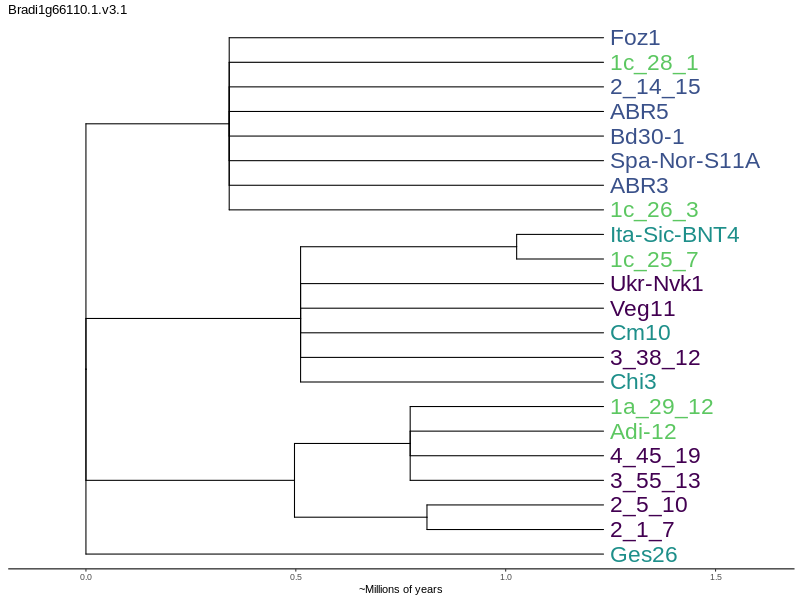 Bradi1g66110.1.v3.1
Foz1
1c_28_1
2_14_15
ABR5
Bd30-1
Spa-Nor-S11A
ABR3
1c_26_3
Ita-Sic-BNT4
1c_25_7
Ukr-Nvk1
Veg11
Cm10
3_38_12
Chi3
1a_29_12
Adi-12
4_45_19
3_55_13
2_5_10
2_1_7
Ges26
0.0 0.5 1.0 1.5
~Millions of years